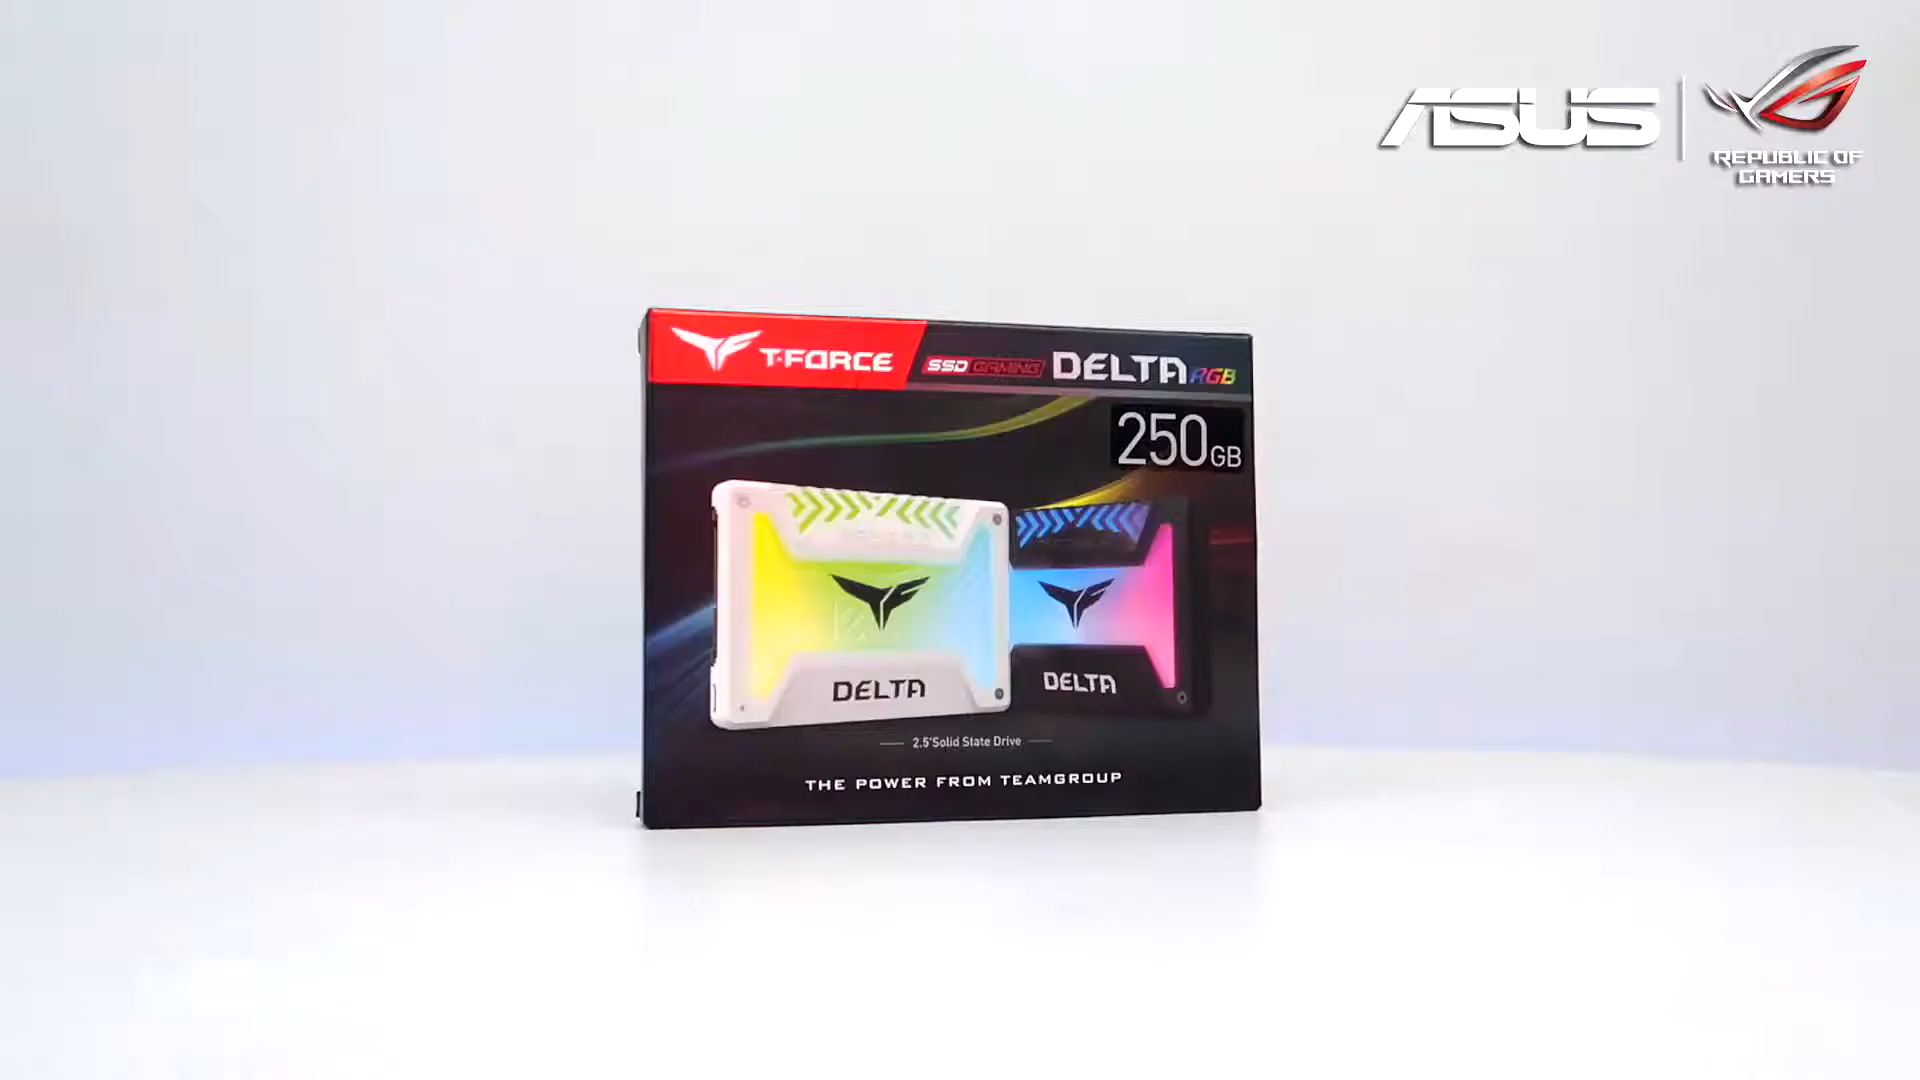 ASUS
REPUBLIC OF
GAMERS
T-FORCE
SSD GAMING DELTA RGB
250GB
DELTA
DELTA
2.5'Solid State Drive
THE POWER FROM TEAMGROUP